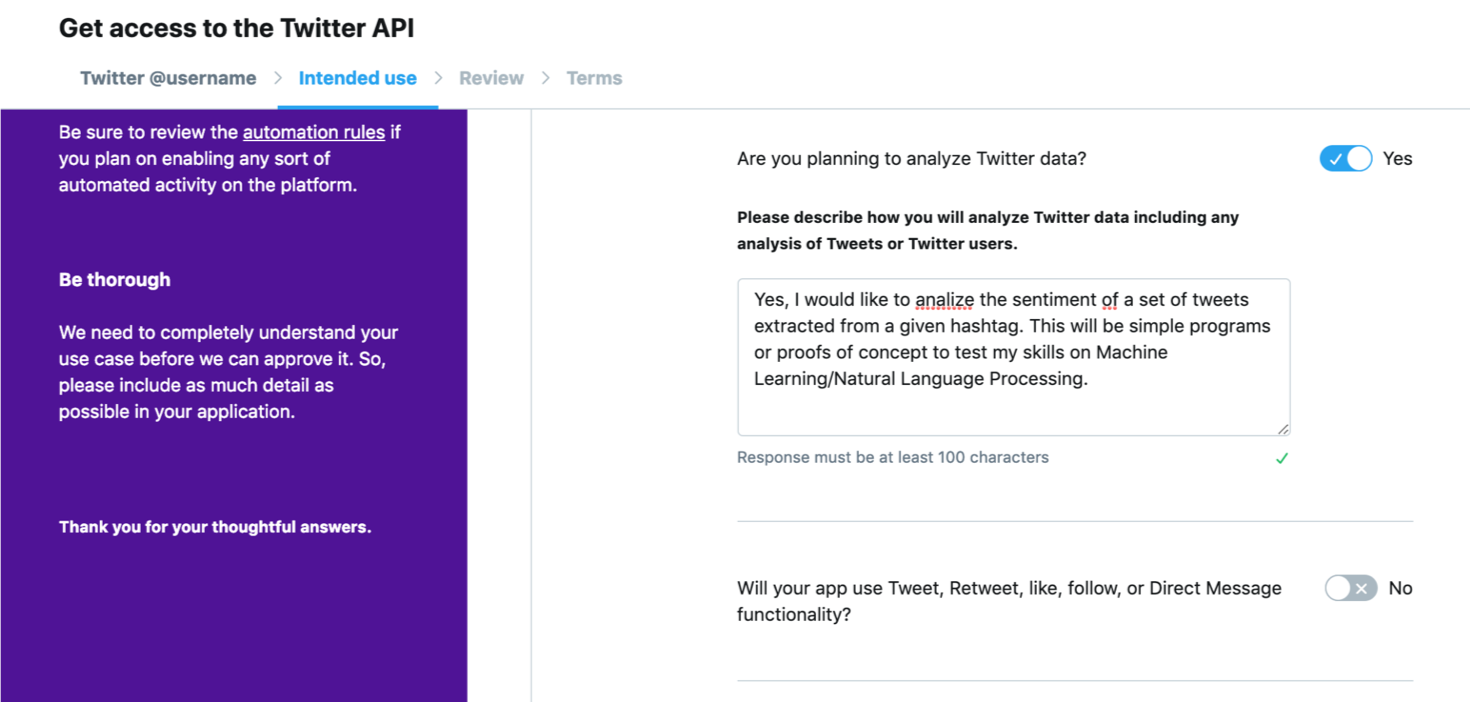 Get access to the Twitter API
Twitter @username > Intended use > Review > Terms
Be sure to review the automation rules if
you plan on enabling any sort of
automated activity on the platform.
Be thorough
We need to completely understand your
use case before we can approve it. So,
please include as much detail as
possible in your application.
Thank you for your thoughtful answers.
Are you planning to analyze Twitter data? Yes
Please describe how you will analyze Twitter data including any
analysis of Tweets or Twitter users.
Yes, I would like to analize the sentiment of a set of tweets
extracted from a given hashtag. This will be simple programs
or proofs of concept to test my skills on Machine
Learning/Natural Language Processing.
Response must be at least 100 characters
Will your app use Tweet, Retweet, like, follow, or Direct Message No
functionality?